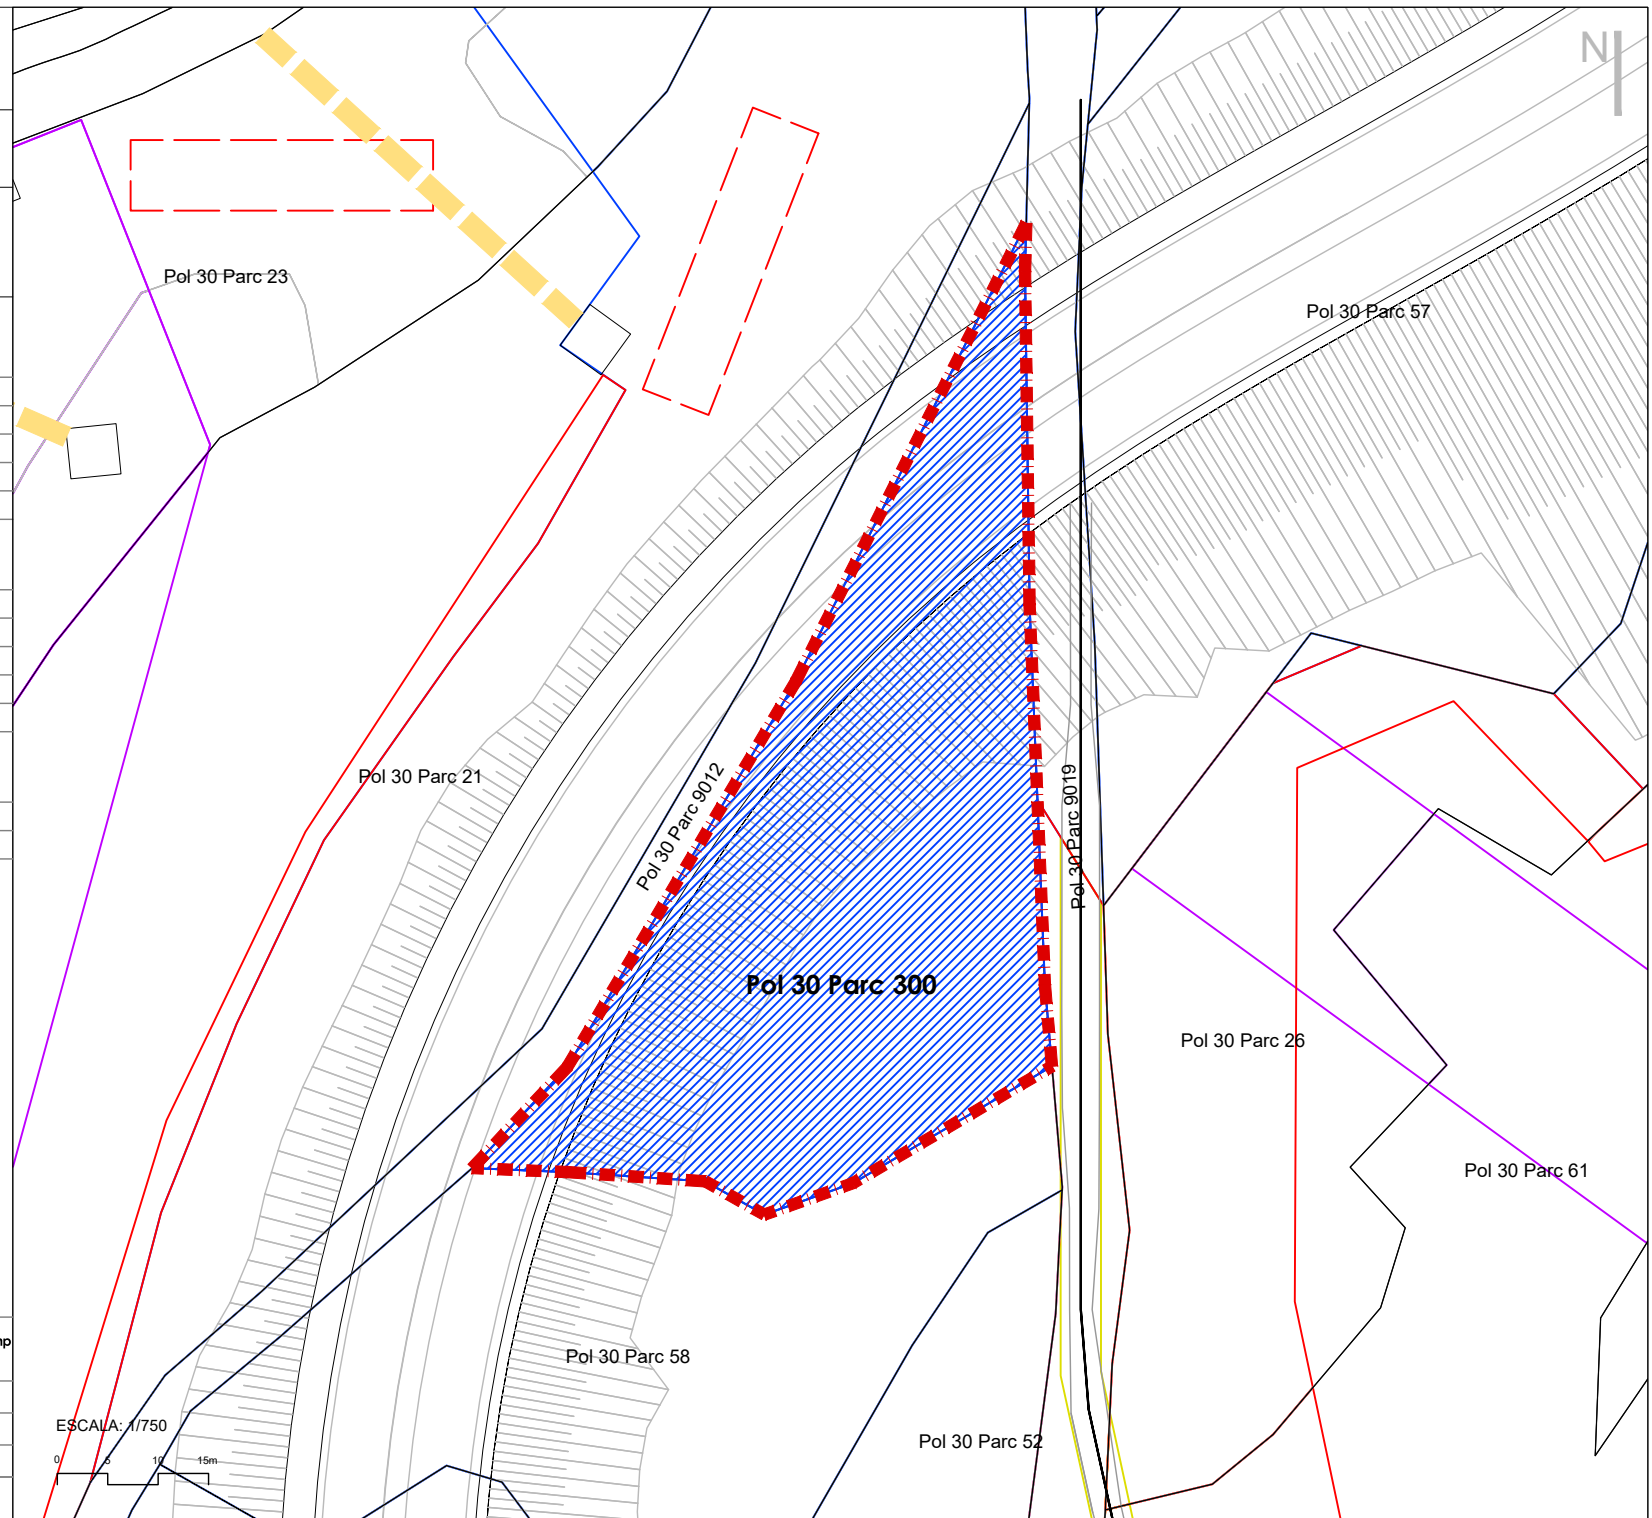 N
Pol 30 Parc 23
Pol 30 Parc 57
Pol 30 Parc 21
Pol 30 Parc 9012
Pol 30 Parc 9019
Pol 30 Parc 300
Pol 30 Parc 26
Pol 30 Parc 61
Pol 30 Parc 58
Pol 30 Parc 52
ESCALA: 1/750
0 5 10 15m